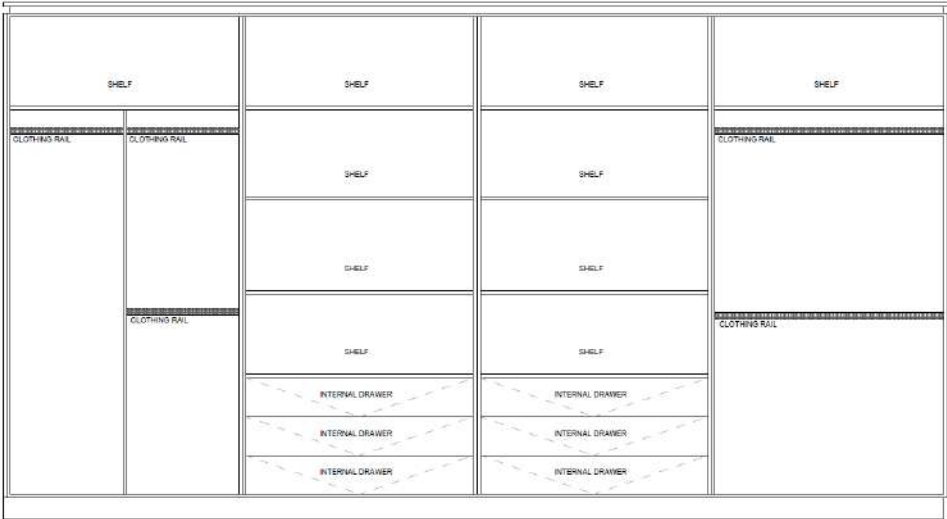 SHELF
SHELF
SHELF
SHELF
CLOTHING RAIL
CLOTHING RAIL
CLOTHING RAIL
SHELF
SHELF
SHELF
SHELF
CLOTHING RAIL
CLOTHING RAIL
SHELF
SHELF
INTERNAL DRAWER
INTERNAL DRAWER
INTERNAL DRAWER
INTERNAL DRAWER
INTERNAL DRAWER
INTERNAL DRAWER